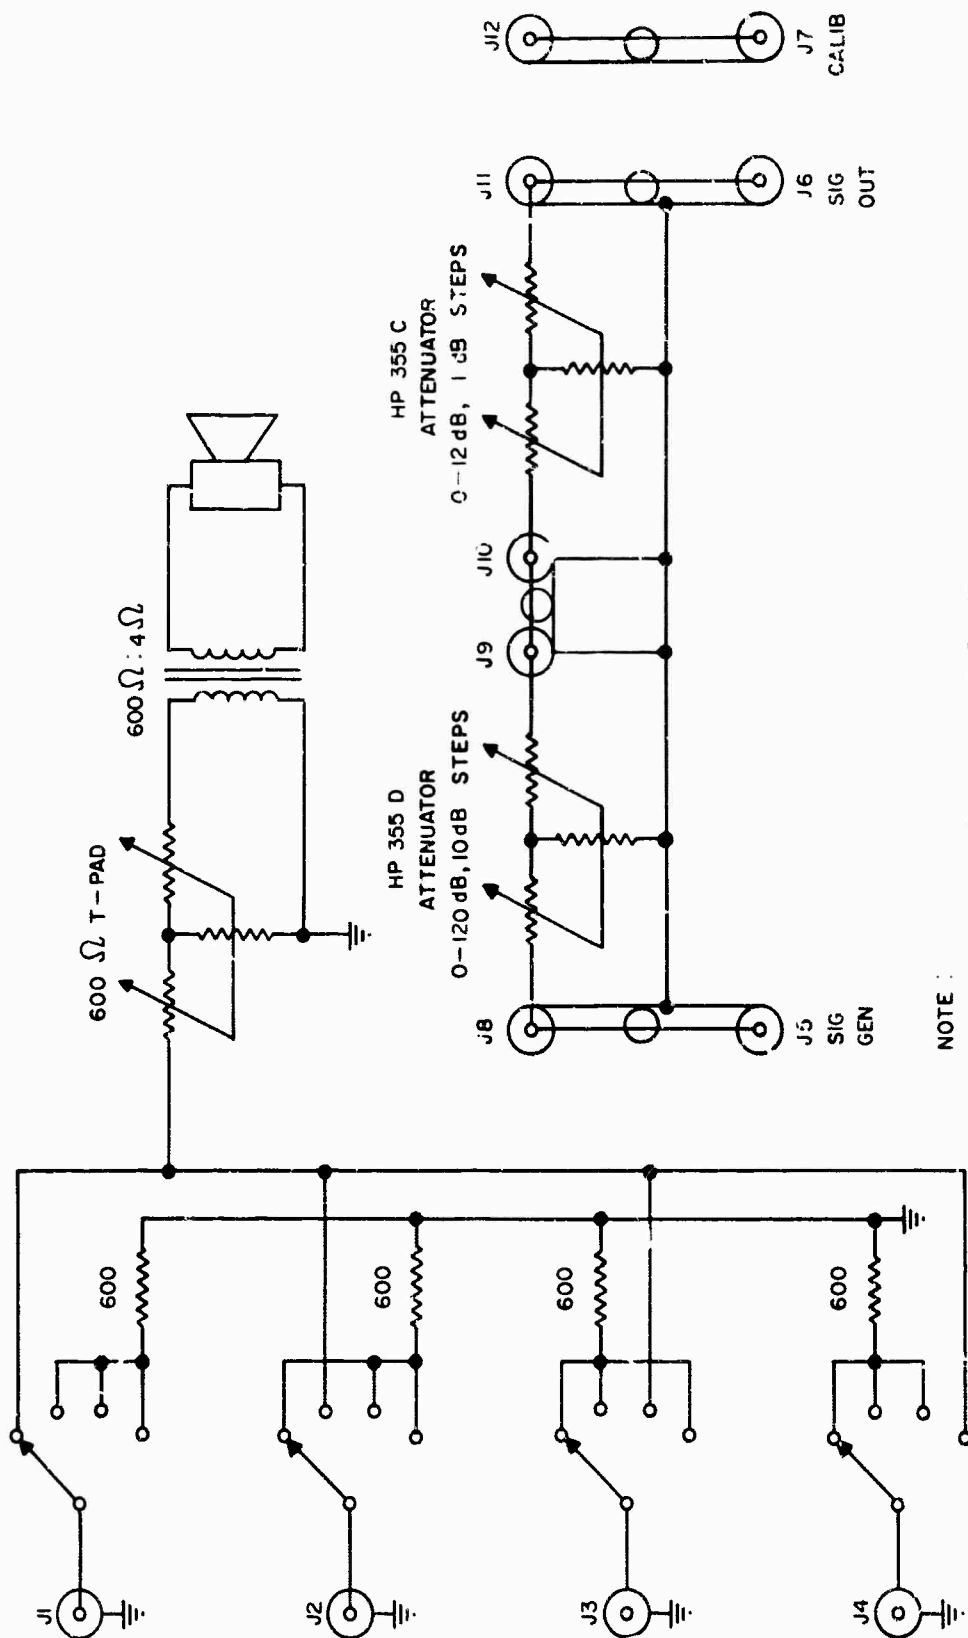 J1
J2
J3
J4
600
600
600
600
600 Ω T-PAD
600Ω : 4Ω
HP 355 D
ATTENUATOR
0-120 dB, 10 dB STEPS
HP 355 C
ATTENUATOR
0-12 dB, 1 dB STEPS
J8
J9
J10
J11
J12
J5
SIG
GEN
J6
SIG
OUT
J7
CALIB
NOTE :